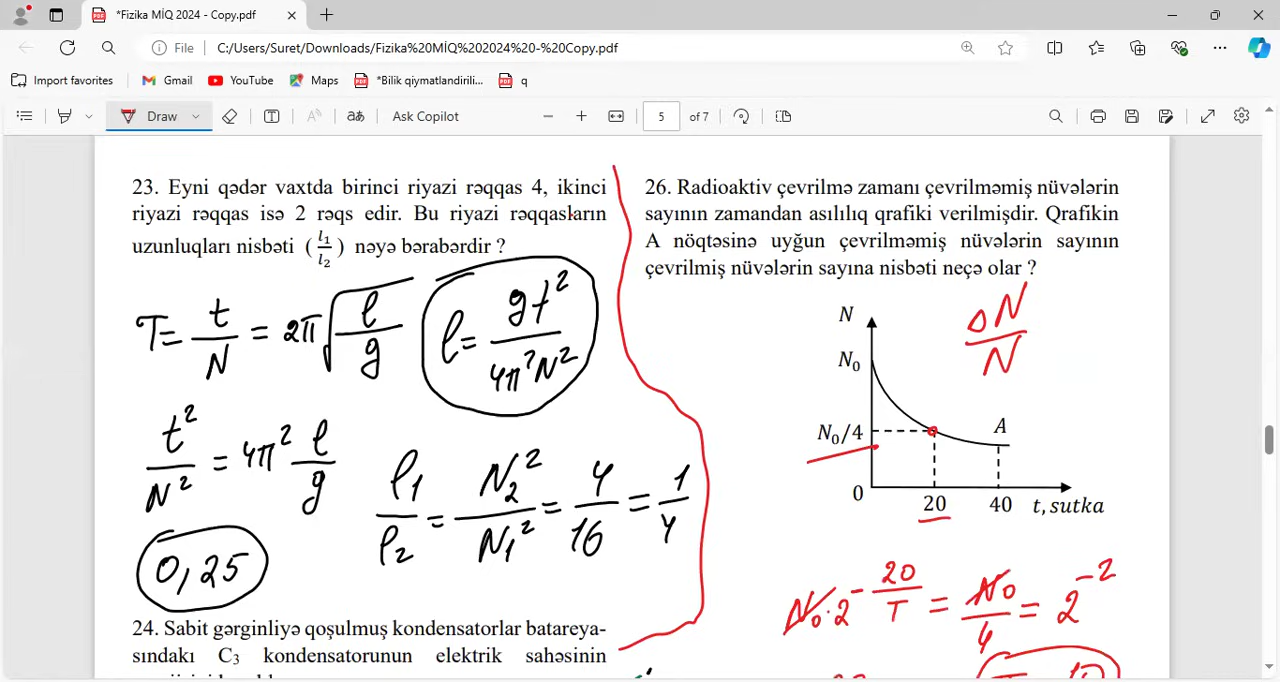 *Fizika MİQ 2024 - Copy.pdf
File
C:/Users/Suret/Downloads/Fizika%20MİQ%202024%20-%20Copy.pdf
Import favorites
Gmail
YouTube
Maps
*Bilik qiymatlandirili...
q
Draw
aあ
Ask Copilot
5
of 7
23. Eyni qədər vaxtda birinci riyazi rəqqas 4, ikinci
riyazi rəqqas isə 2 rəqs edir. Bu riyazi rəqqasların
uzunluqları nisbəti (l₁/l₂) nəyə bərabərdir ?
T= t/N = 2π√(l/g)
l= gt²/4π²N²
t²/N² = 4π² l/g
l₁/l₂ = N₂²/N₁² = 4/16 = 1/4
0,25
24. Sabit gərginliyə qoşulmuş kondensatorlar batareya-
sındakı C₃ kondensatorunun elektrik sahəsinin
26. Radioaktiv çevrilmə zamanı çevrilməmiş nüvələrin
sayının zamandan asılılıq qrafiki verilmişdir. Qrafikin
A nöqtəsinə uyğun çevrilməmiş nüvələrin sayının
çevrilmiş nüvələrin sayına nisbəti neçə olar ?
ΔN/N
N
N₀
N₀/4
A
0
20
40
t, sutka
N₀·2^(-20/T) = N₀/4 = 2^(-2)